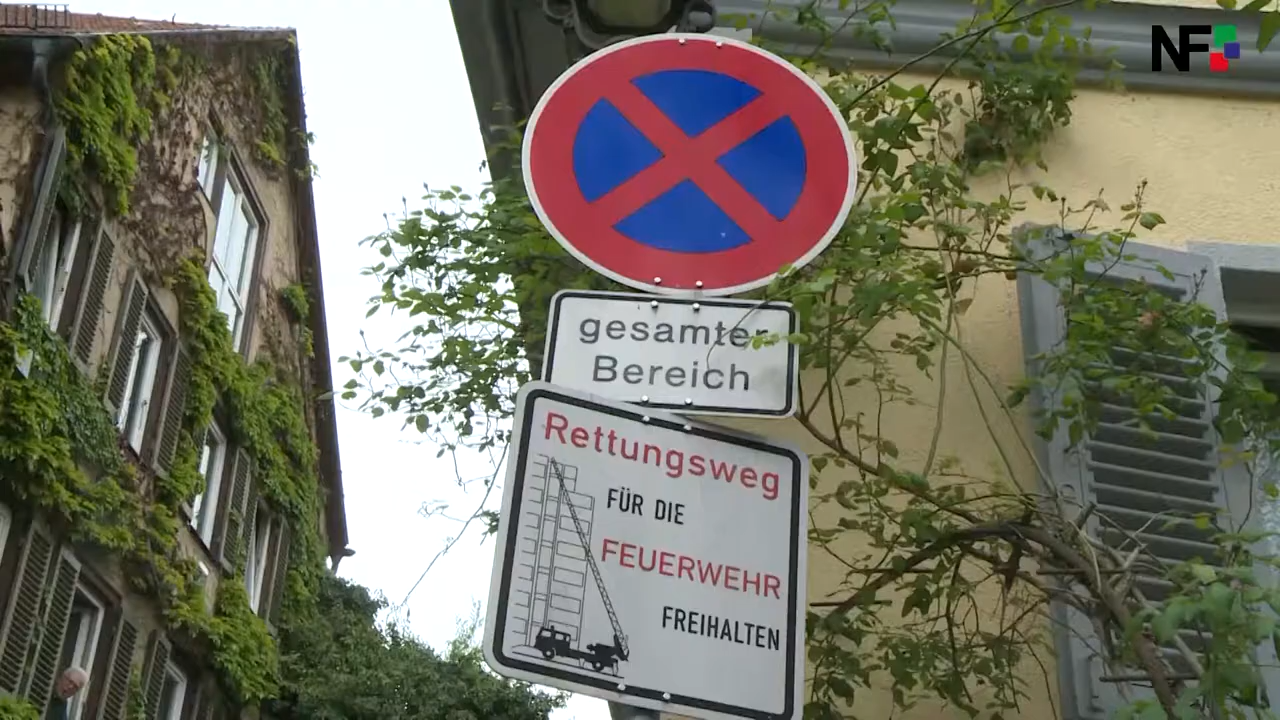 NF
gesamter
Bereich
Rettungsweg
FÜR DIE
FEUERWEHR
FREIHALTEN